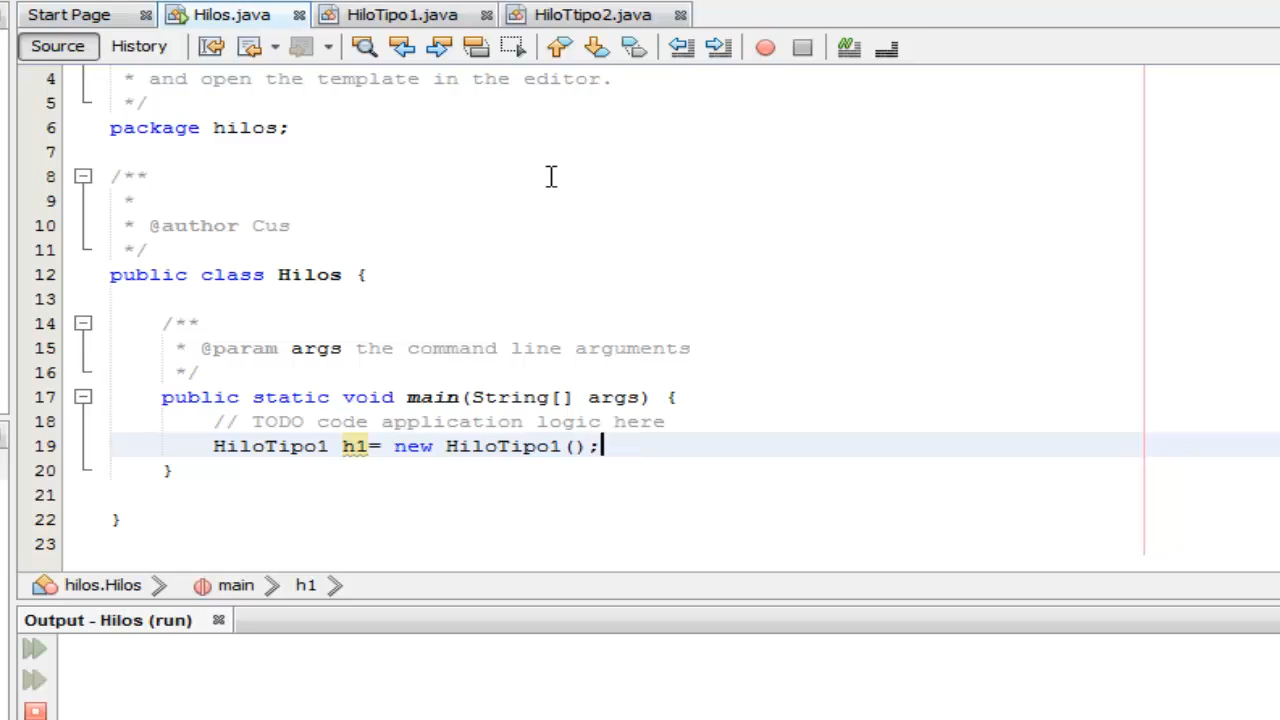 Start Page Hilos.java HiloTipo1.java HiloTtipo2.java
Source History
4 * and open the template in the editor.
5 */
6 package hilos;
7
8 /**
9 *
10 * @author Cus
11 */
12 public class Hilos {
13
14 /**
15 * @param args the command line arguments
16 */
17 public static void main(String[] args) {
18 // TODO code application logic here
19 HiloTipo1 h1= new HiloTipo1();
20 }
21
22 }
23
hilos.Hilos main h1
Output - Hilos (run)